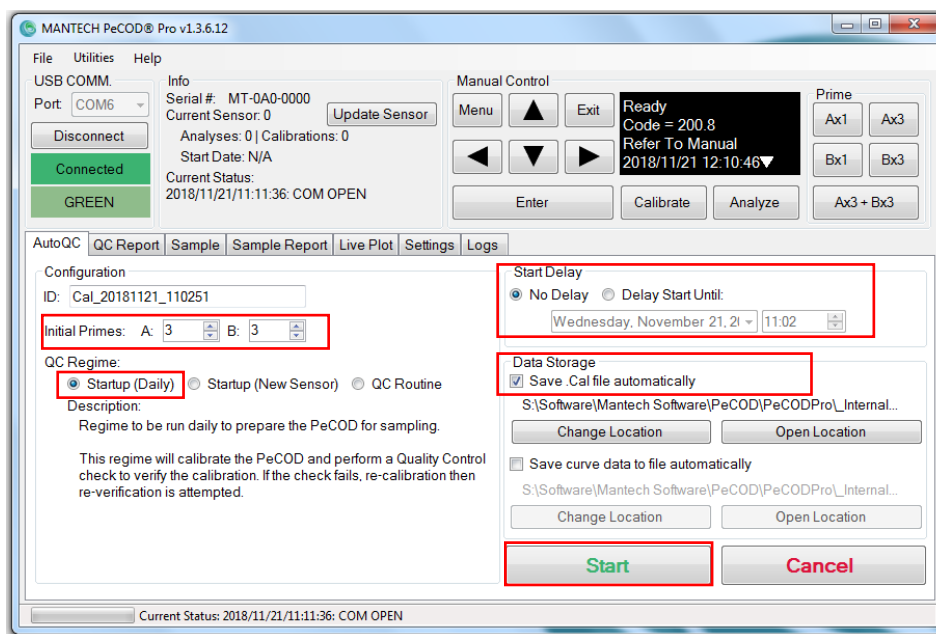 MANTECH PeCOD® Pro v1.3.6.12
File Utilities Help
USB COMM.
Port: COM6
Disconnect
Connected
GREEN
Info
Serial #: MT-0A0-0000
Current Sensor: 0
Update Sensor
Analyses: 0 | Calibrations: 0
Start Date: N/A
Current Status:
2018/11/21/11:11:36: COM OPEN
Manual Control
Menu
Exit
Enter
Ready
Code = 200.8
Refer To Manual
2018/11/21 12:10:46▼
Calibrate
Analyze
Prime
Ax1 Ax3
Bx1 Bx3
Ax3 + Bx3
AutoQC QC Report Sample Sample Report Live Plot Settings Logs
Configuration
ID: Cal_20181121_110251
Initial Primes: A: 3 B: 3
QC Regime:
Startup (Daily) Startup (New Sensor) QC Routine
Description:
Regime to be run daily to prepare the PeCOD for sampling.
This regime will calibrate the PeCOD and perform a Quality Control
check to verify the calibration. If the check fails, re-calibration then
re-verification is attempted.
Start Delay
No Delay Delay Start Until:
Wednesday, November 21, 2( 11:02
Data Storage
Save .Cal file automatically
S:\Software\Mantech Software\PeCOD\PeCODPro\_Internal...
Change Location Open Location
Save curve data to file automatically
S:\Software\Mantech Software\PeCOD\PeCODPro\_Internal...
Change Location Open Location
Start Cancel
Current Status: 2018/11/21/11:11:36: COM OPEN